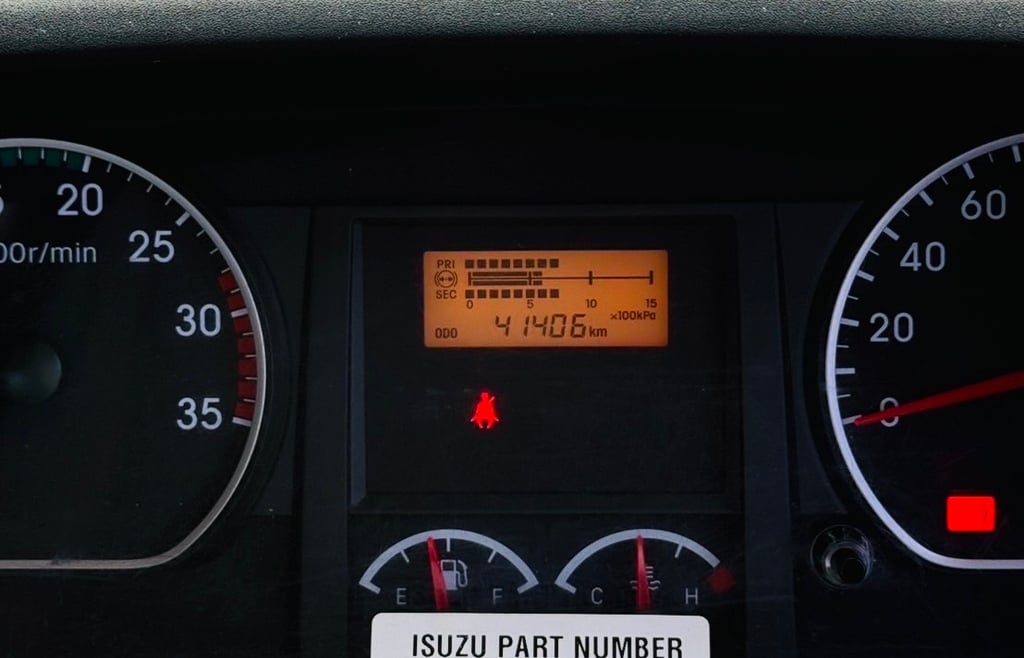 20
25
00r/min
30
35
PRI
SEC
0 5 10 15
×100kPa
ODO 41406 km
60
40
20
0
E F
C H
ISUZU PART NUMBER